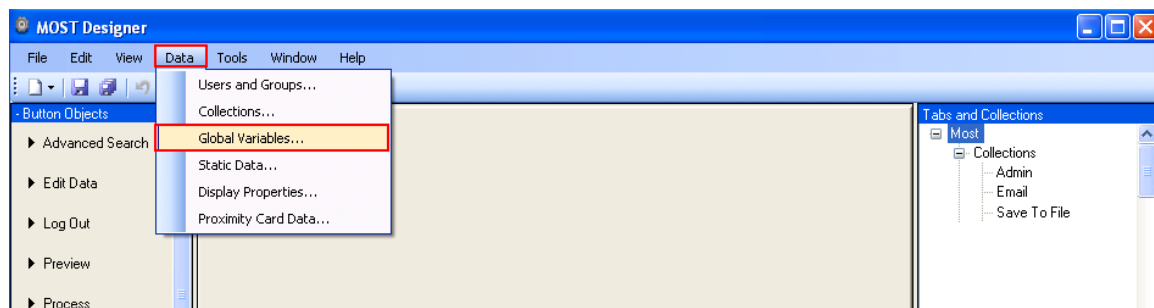 MOST Designer
File Edit View Data Tools Window Help
Users and Groups...
Collections...
Global Variables...
Static Data...
Display Properties...
Proximity Card Data...
- Button Objects
Advanced Search
Edit Data
Log Out
Preview
Process
Tabs and Collections
Most
Collections
Admin
Email
Save To File